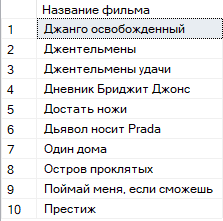 Название фильма
1 Джанго освобожденный
2 Джентельмены
3 Джентельмены удачи
4 Дневник Бриджит Джонс
5 Достать ножи
6 Дьявол носит Prada
7 Один дома
8 Остров проклятых
9 Поймай меня, если сможешь
10 Престиж